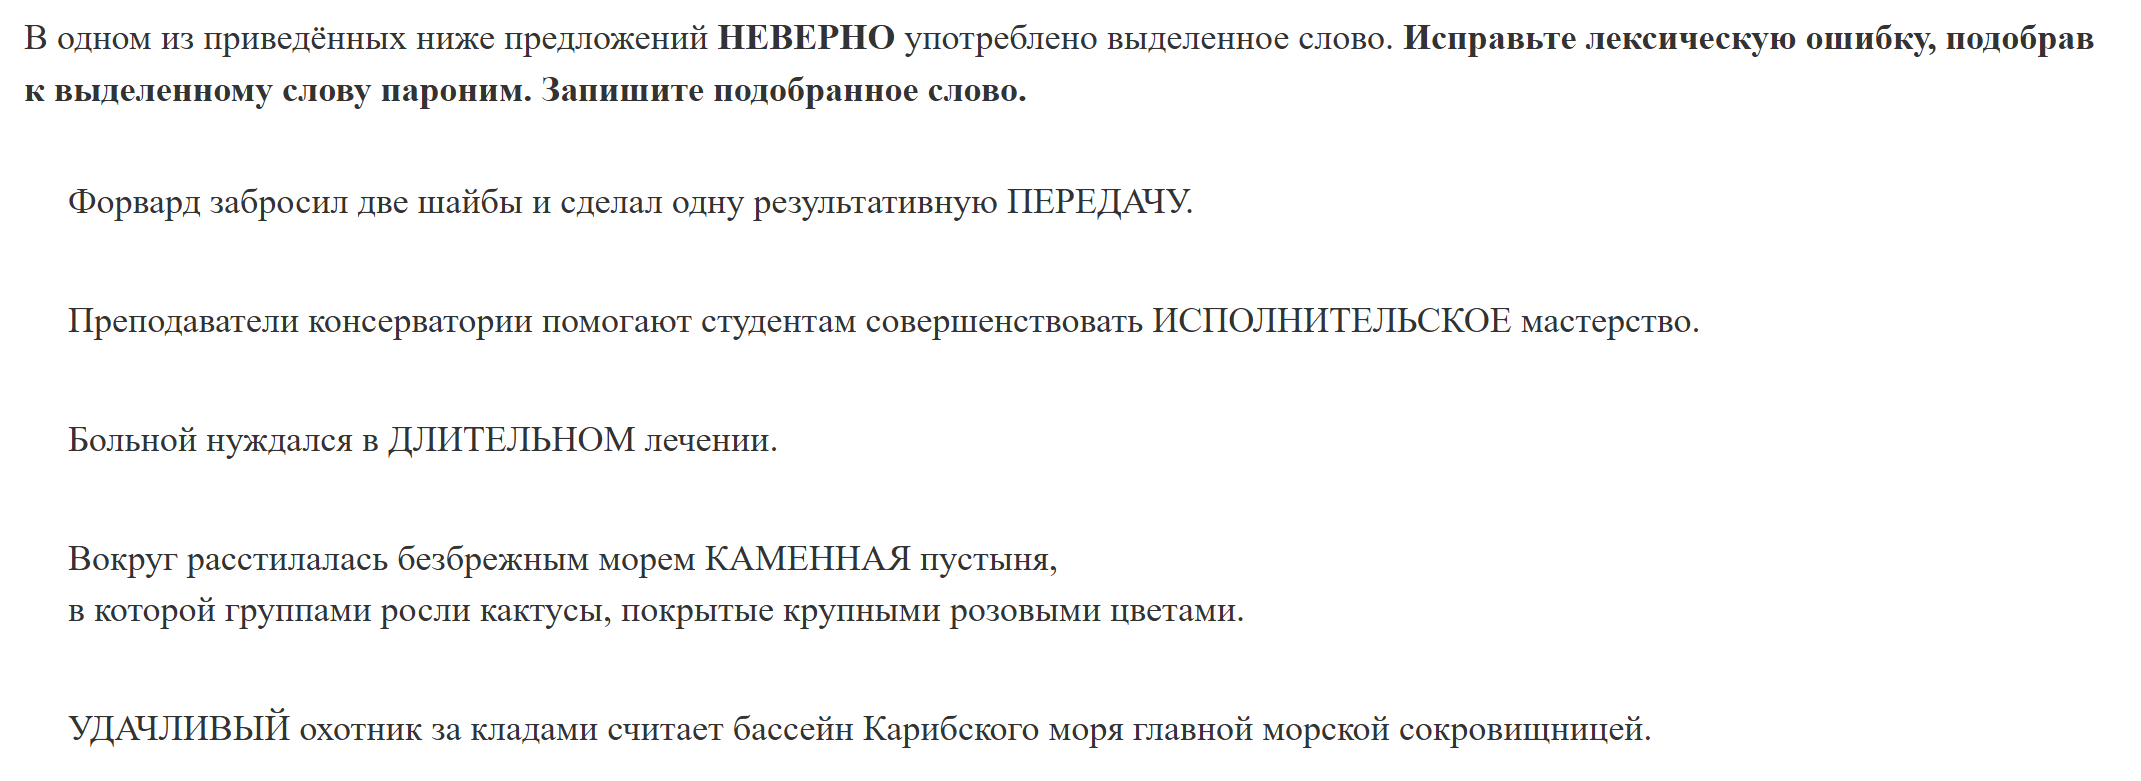 В одном из приведённых ниже предложений НЕВЕРНО употреблено выделенное слово. Исправьте лексическую ошибку, подобрав
к выделенному слову пароним. Запишите подобранное слово.
Форвард забросил две шайбы и сделал одну результативную ПЕРЕДАЧУ.
Преподаватели консерватории помогают студентам совершенствовать ИСПОЛНИТЕЛЬСКОЕ мастерство.
Больной нуждался в ДЛИТЕЛЬНОМ лечении.
Вокруг расстилалась безбрежным морем КАМЕННАЯ пустыня,
в которой группами росли кактусы, покрытые крупными розовыми цветами.
УДАЧЛИВЫЙ охотник за кладами считает бассейн Карибского моря главной морской сокровищницей.